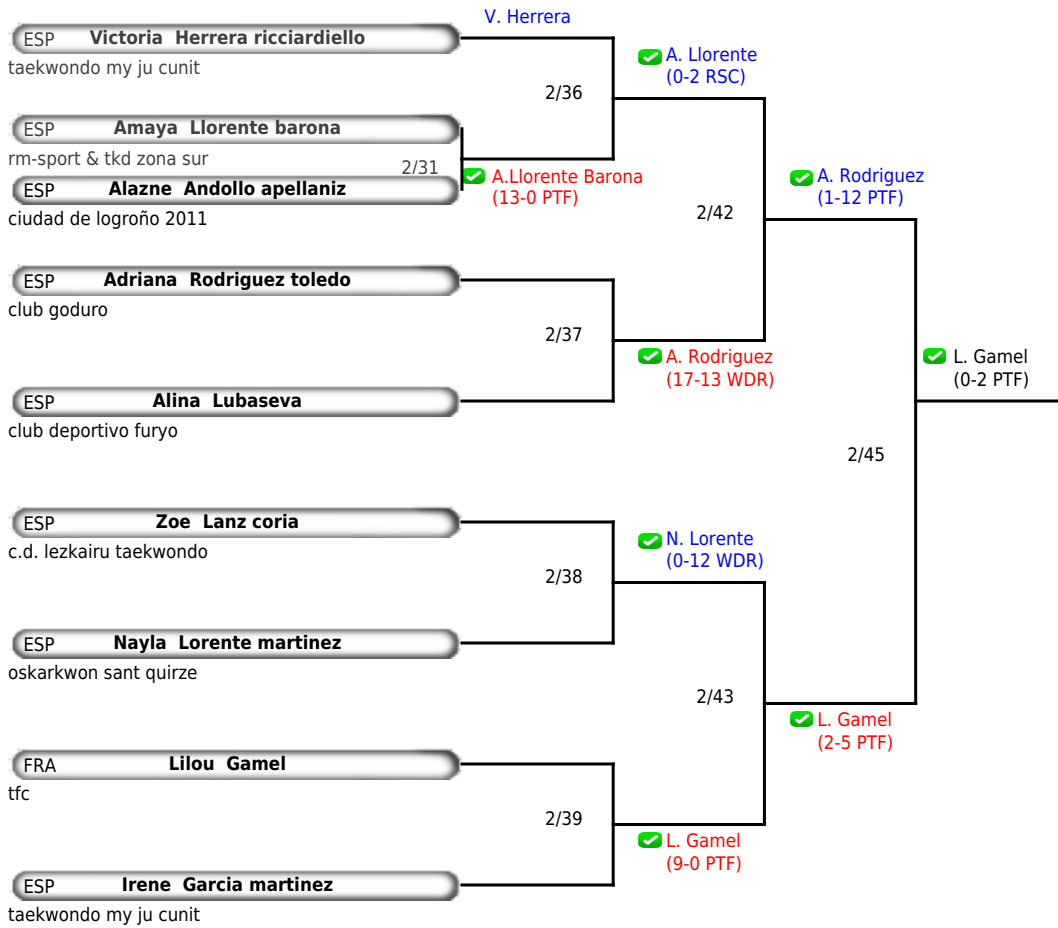 V. Herrera
ESP Victoria Herrera ricciardiello
taekwondo my ju cunit
A. Llorente
(0-2 RSC)
2/36
ESP Amaya Llorente barona
rm-sport & tkd zona sur
2/31
A.Llorente Barona
(13-0 PTF)
ESP Alazne Andollo apellaniz
ciudad de logroño 2011
A. Rodriguez
(1-12 PTF)
2/42
ESP Adriana Rodriguez toledo
club goduro
2/37
A. Rodriguez
(17-13 WDR)
L. Gamel
(0-2 PTF)
ESP Alina Lubaseva
club deportivo furyo
2/45
ESP Zoe Lanz coria
c.d. lezkairu taekwondo
N. Lorente
(0-12 WDR)
2/38
ESP Nayla Lorente martinez
oskarkwon sant quirze
2/43
L. Gamel
(2-5 PTF)
FRA Lilou Gamel
tfc
2/39
L. Gamel
(9-0 PTF)
ESP Irene Garcia martinez
taekwondo my ju cunit